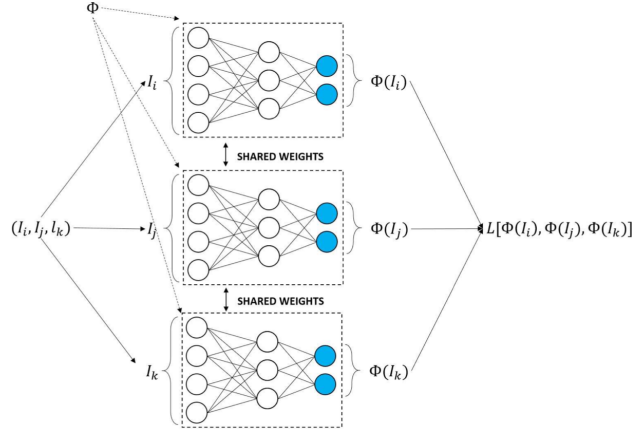 Φ
I_i
Φ(I_i)
SHARED WEIGHTS
(I_i, I_j, l_k)
I_j
Φ(I_j)
L[Φ(I_i), Φ(I_j), Φ(I_k)]
SHARED WEIGHTS
I_k
Φ(I_k)